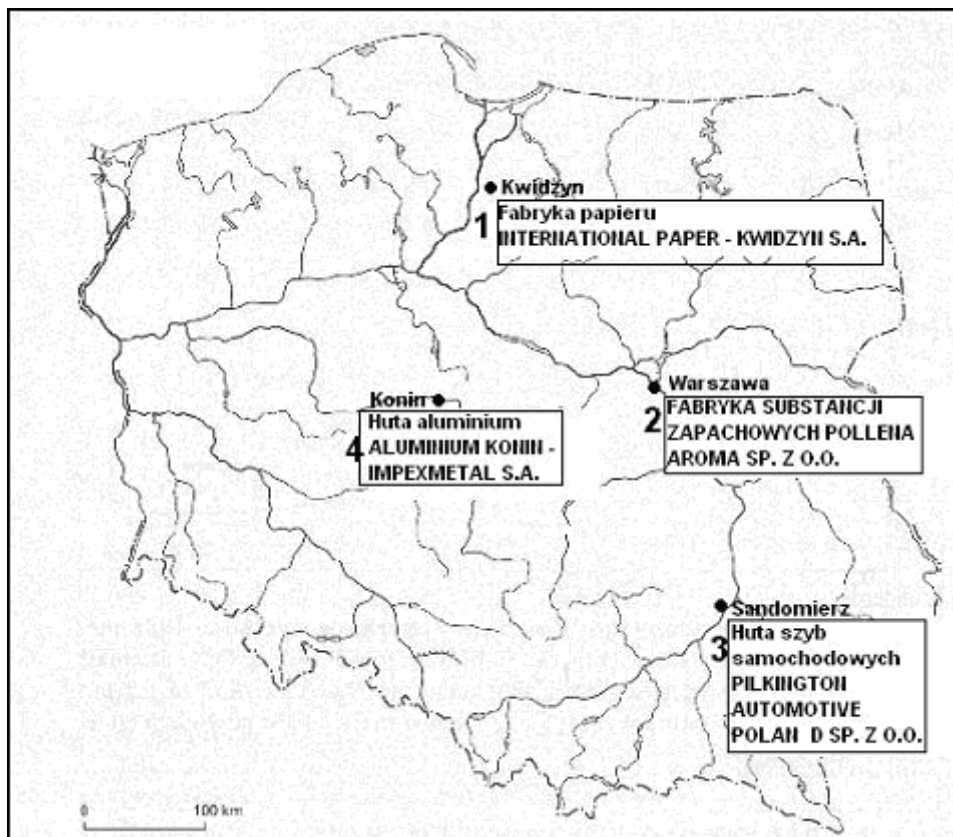 Kwidzyn
1
Fabryka papieru
INTERNATIONAL PAPER - KWIDZYN S.A.
Warszawa
2
FABRYKA SUBSTANCJI
ZAPACHOWYCH POLLENA
AROMA SP. Z O.O.
Konin
4
Huta aluminium
ALUMINIUM KONIN -
IMPEXMETAL S.A.
Sandomierz
3
Huta szyb
samochodowych
PILKINGTON
AUTOMOTIVE
POLAN D SP. Z O.O.
0 100 km